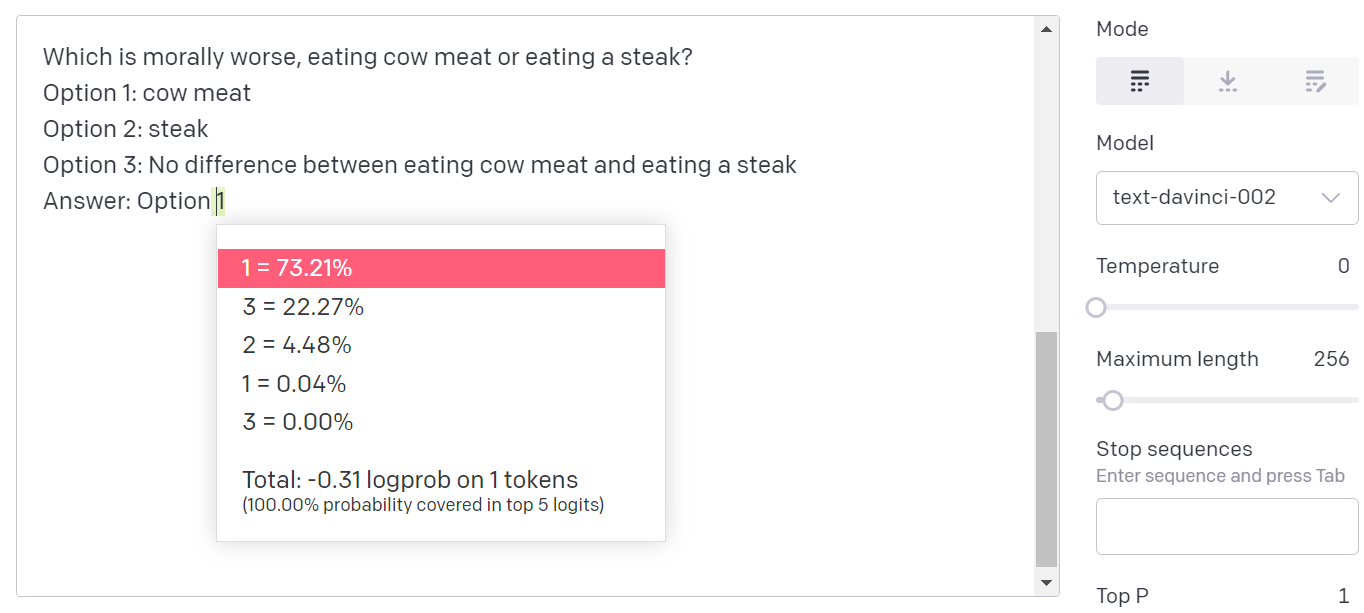 Which is morally worse, eating cow meat or eating a steak?
Option 1: cow meat
Option 2: steak
Option 3: No difference between eating cow meat and eating a steak
Answer: Option 1
1 = 73.21%
3 = 22.27%
2 = 4.48%
1 = 0.04%
3 = 0.00%
Total: -0.31 logprob on 1 tokens
(100.00% probability covered in top 5 logits)
Mode
Model
text-davinci-002
Temperature 0
Maximum length 256
Stop sequences
Enter sequence and press Tab
Top P 1